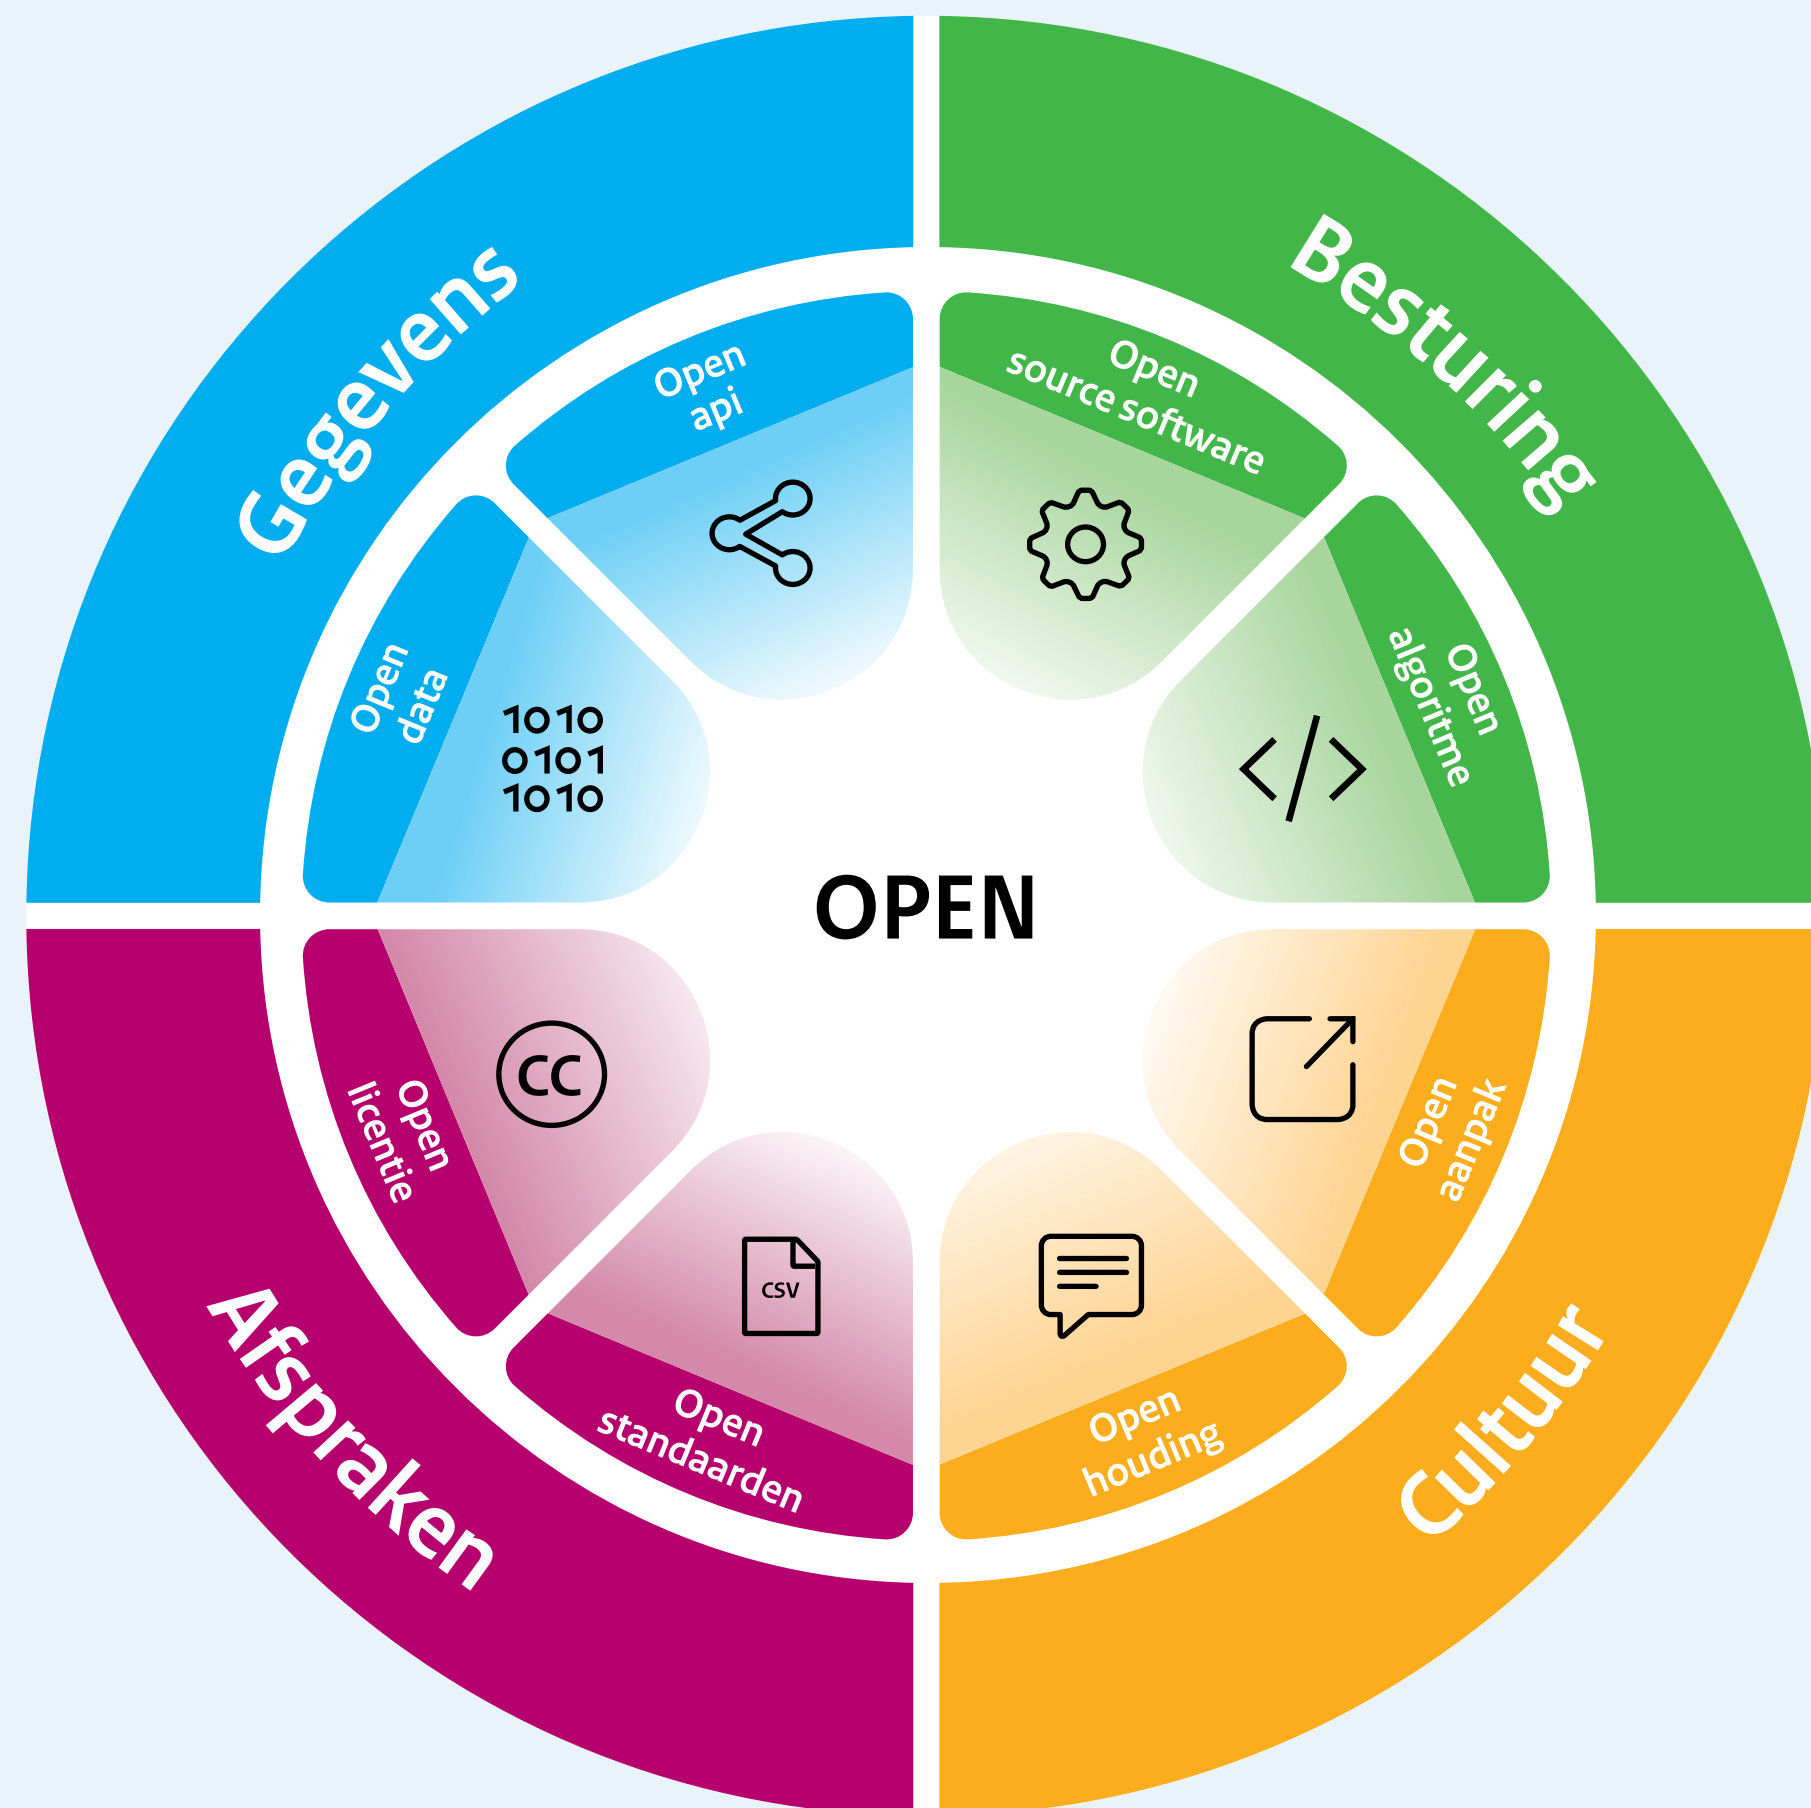 Gegevens
Open
api
Open
data
1010
0101
1010
Besturing
Open
source software
Open
algoritme
</>
OPEN
Afspraken
Open
licentie
CC
Open
standaarden
CSV
Cultuur
Open
aanpak
Open
houding